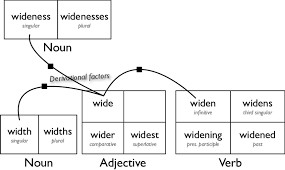 wideness widenesses
singular plural
Noun
Derivational factors
wide
widen widens
infinitive third singular
width widths
singular plural
wider widest
comparative superlative
widening widened
pres. participle past
Noun Adjective Verb